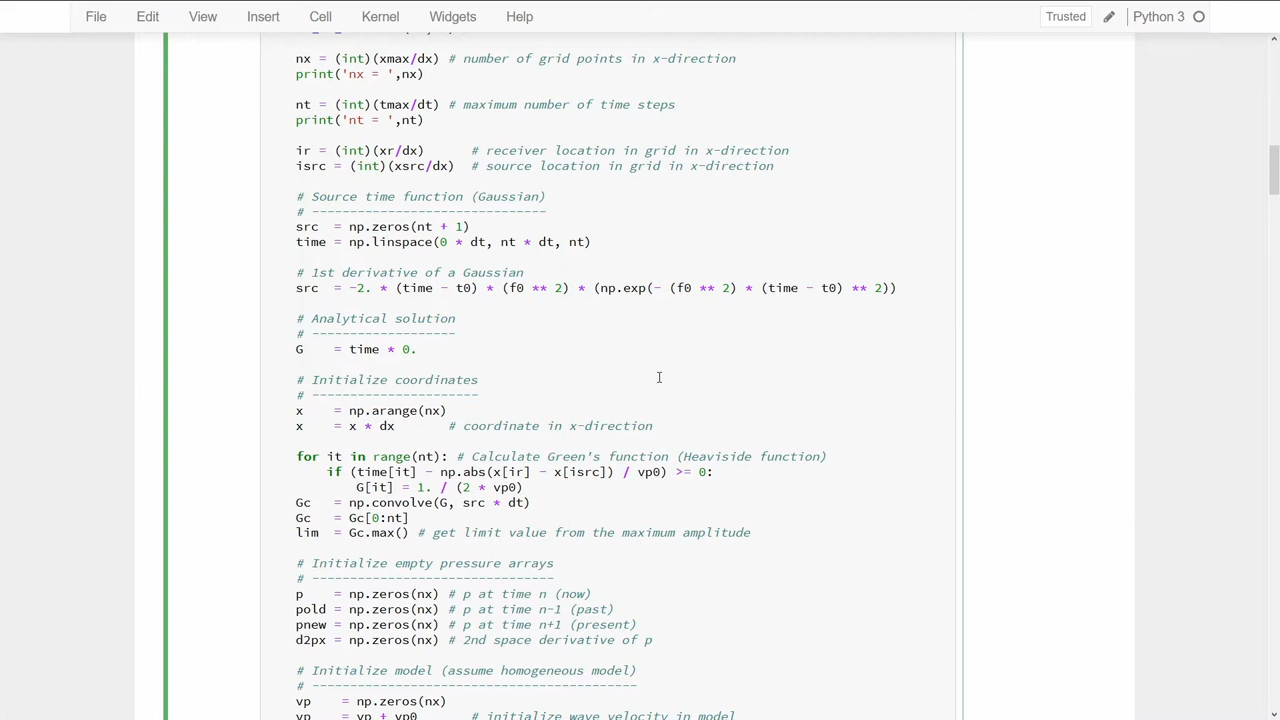 File Edit View Insert Cell Kernel Widgets Help Trusted Python 3
nx = (int)(xmax/dx) # number of grid points in x-direction
print('nx = ',nx)
nt = (int)(tmax/dt) # maximum number of time steps
print('nt = ',nt)
ir = (int)(xr/dx)      # receiver location in grid in x-direction
isrc = (int)(xsrc/dx)  # source location in grid in x-direction
# Source time function (Gaussian)
# -------------------------------
src  = np.zeros(nt + 1)
time = np.linspace(0 * dt, nt * dt, nt)
# 1st derivative of a Gaussian
src  = -2. * (time - t0) * (f0 ** 2) * (np.exp(- (f0 ** 2) * (time - t0) ** 2))
# Analytical solution
# -------------------
G    = time * 0.
# Initialize coordinates
# ----------------------
x    = np.arange(nx)
x    = x * dx       # coordinate in x-direction
for it in range(nt): # Calculate Green's function (Heaviside function)
    if (time[it] - np.abs(x[ir] - x[isrc]) / vp0) >= 0:
        G[it] = 1. / (2 * vp0)
Gc   = np.convolve(G, src * dt)
Gc   = Gc[0:nt]
lim  = Gc.max() # get limit value from the maximum amplitude
# Initialize empty pressure arrays
# --------------------------------
p    = np.zeros(nx) # p at time n (now)
pold = np.zeros(nx) # p at time n-1 (past)
pnew = np.zeros(nx) # p at time n+1 (present)
d2px = np.zeros(nx) # 2nd space derivative of p
# Initialize model (assume homogeneous model)
# -------------------------------------------
vp    = np.zeros(nx)
vp    = vp + vp0       # initialize wave velocity in model